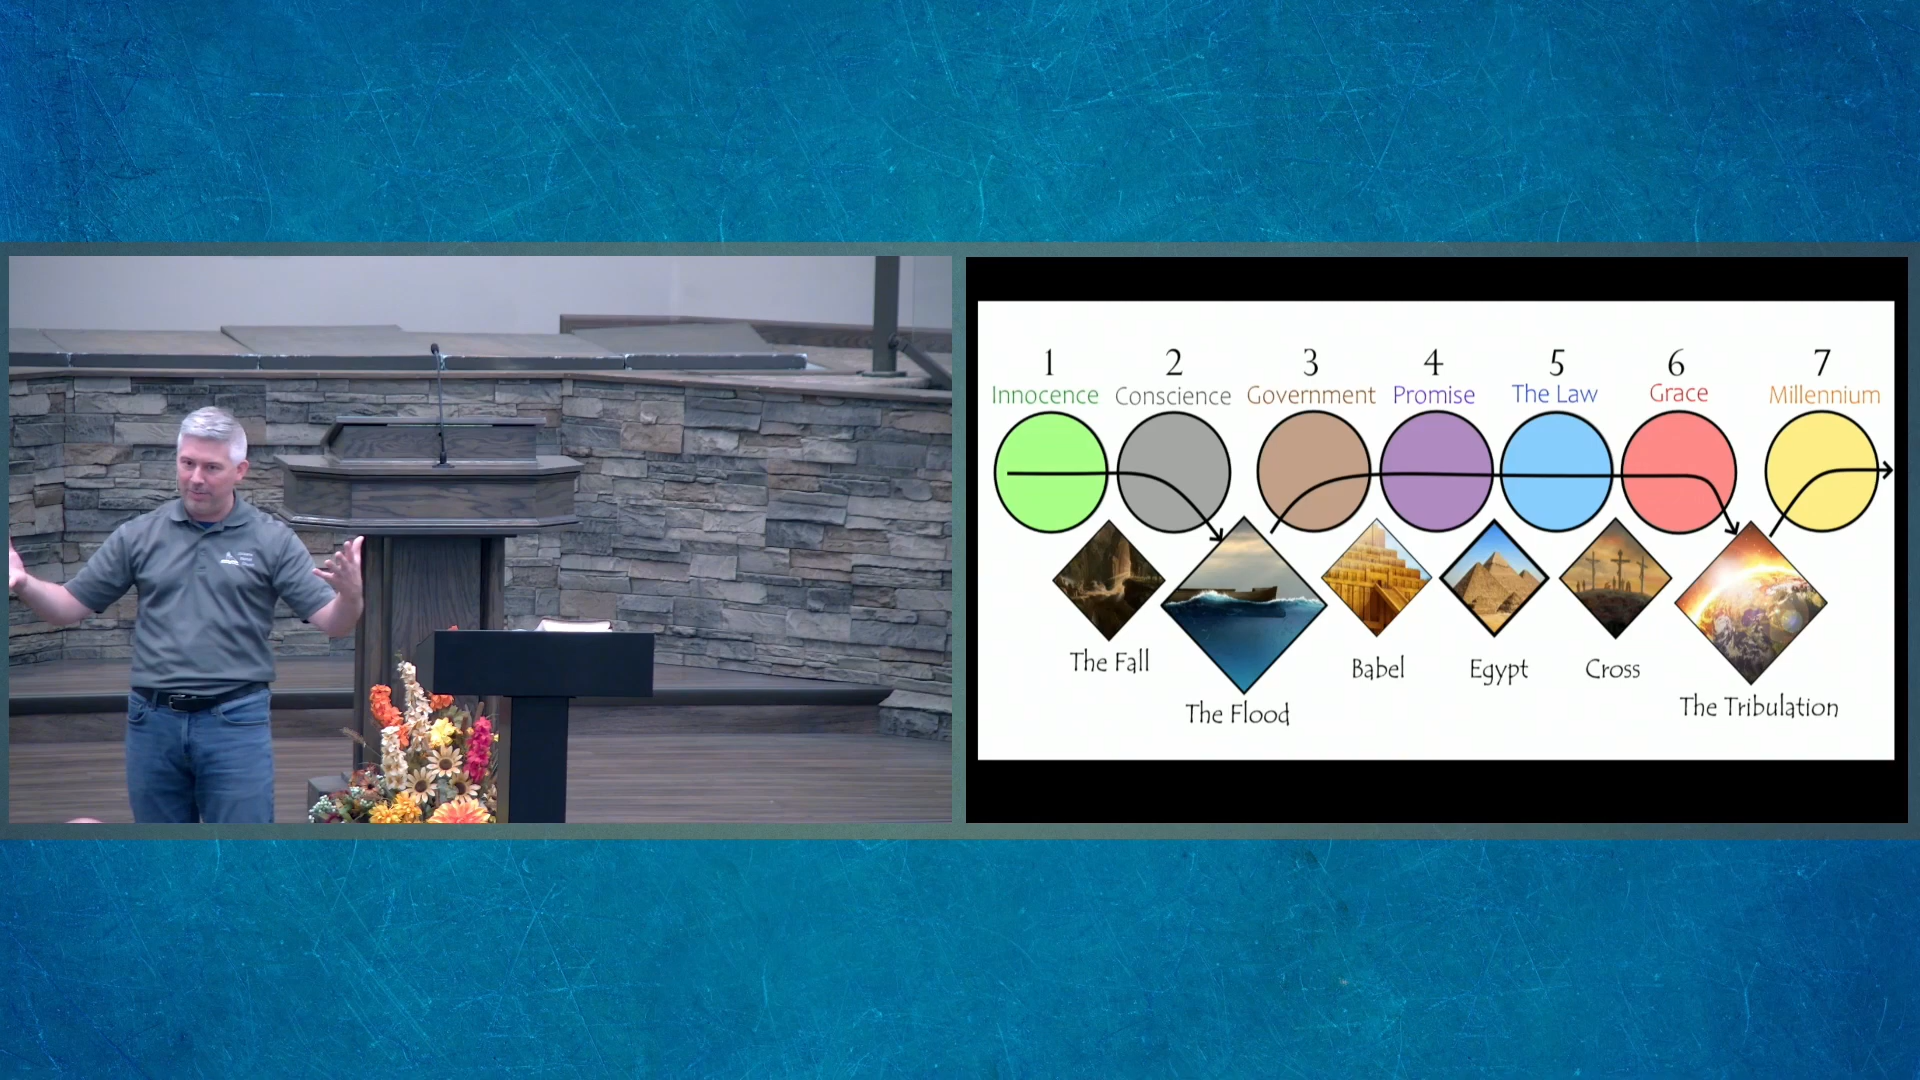 1 2 3 4 5 6 7
Innocence Conscience Government Promise The Law Grace Millennium
The Fall
The Flood
Babel
Egypt
Cross
The Tribulation